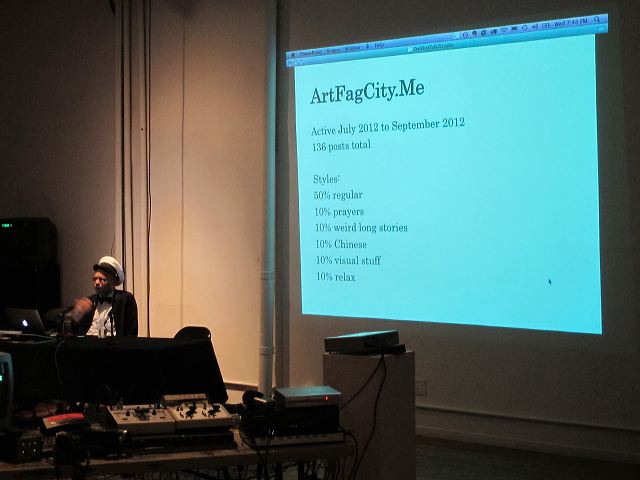 PowerPoint Browse Window Help Wed 7:43 PM
ArtFagCity.Me
Active July 2012 to September 2012
136 posts total
Styles:
50% regular
10% prayers
10% weird long stories
10% Chinese
10% visual stuff
10% relax